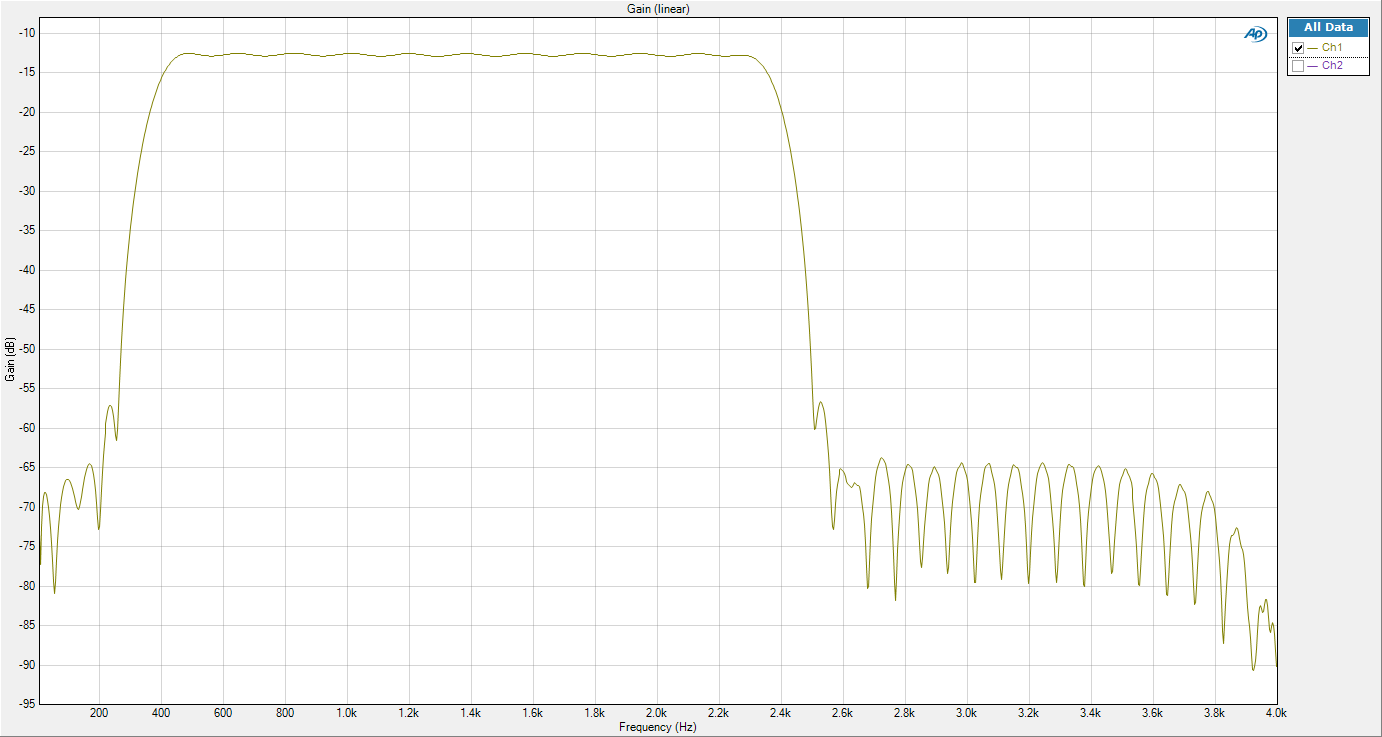 Gain (linear)
All Data
Ch1
Ch2
AP
Gain (dB)
-10
-15
-20
-25
-30
-35
-40
-45
-50
-55
-60
-65
-70
-75
-80
-85
-90
-95
200 400 600 800 1.0k 1.2k 1.4k 1.6k 1.8k 2.0k 2.2k 2.4k 2.6k 2.8k 3.0k 3.2k 3.4k 3.6k 3.8k 4.0k
Frequency (Hz)